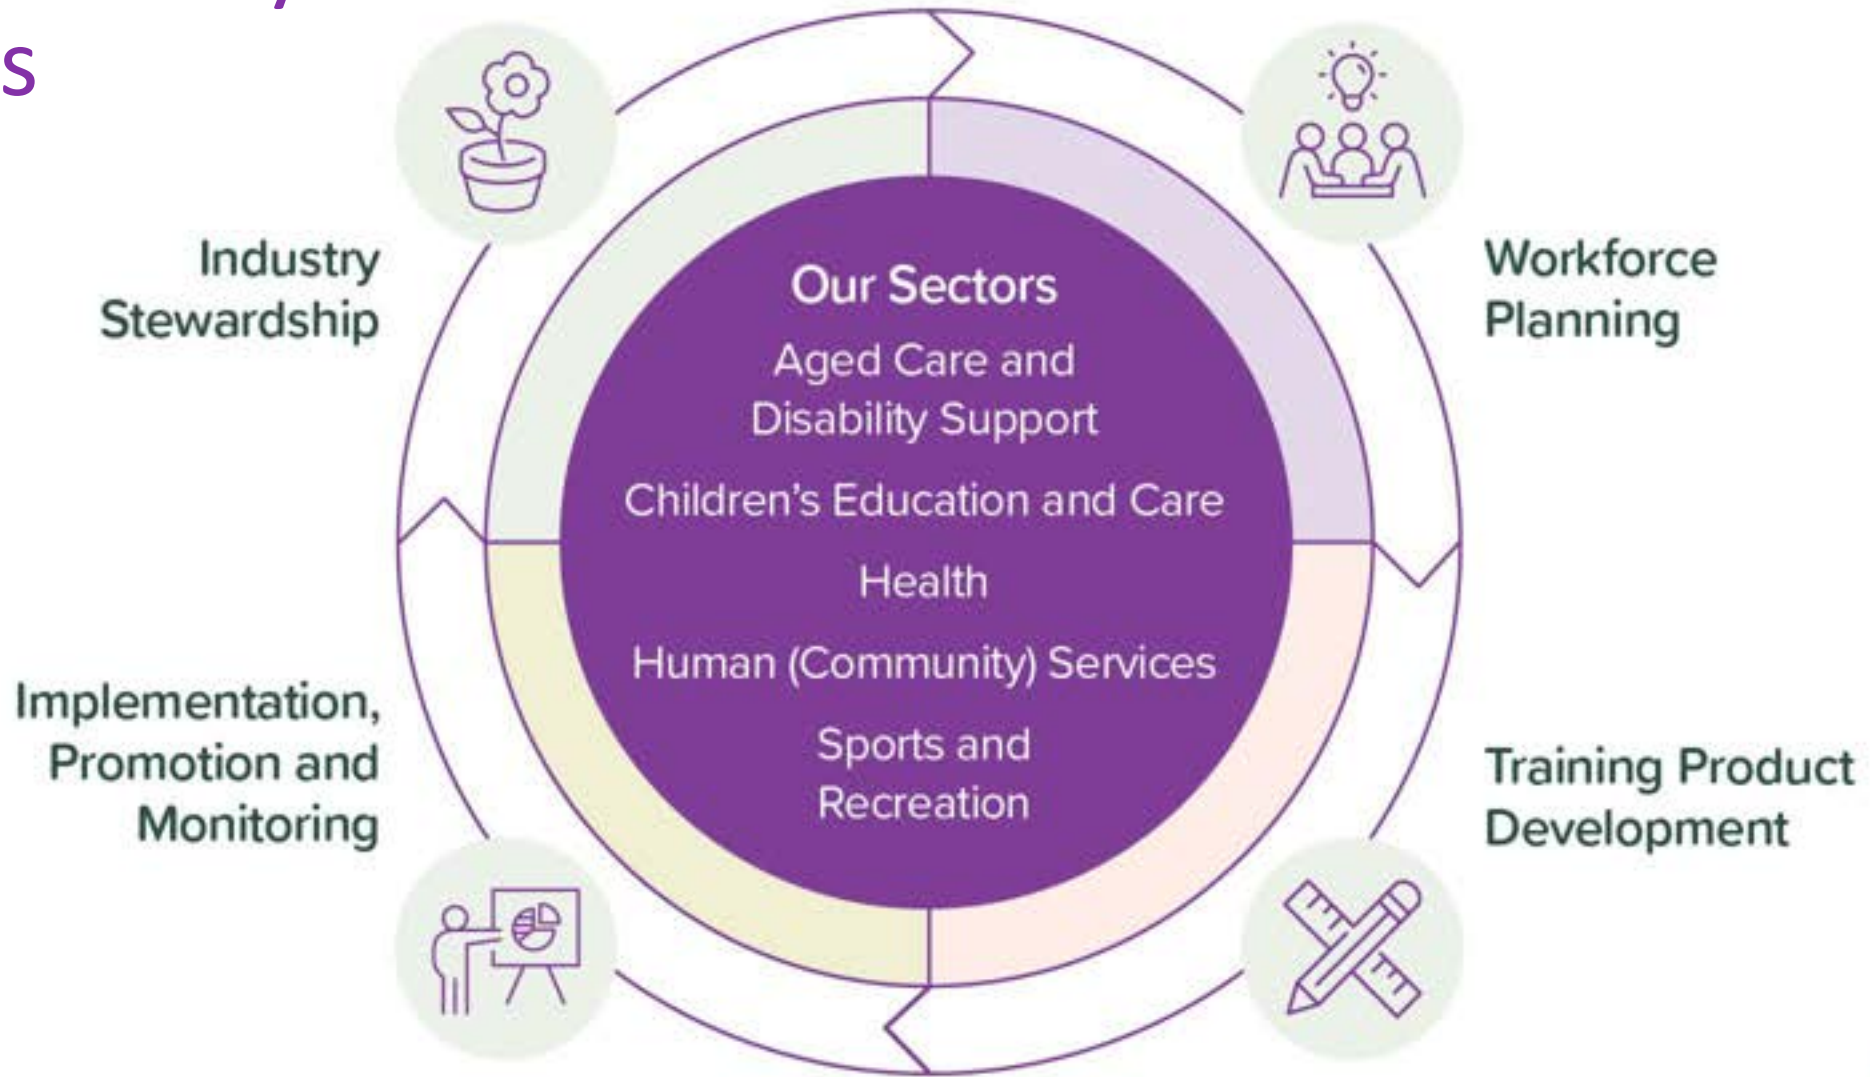 s
Industry
Stewardship
Workforce
Planning
Our Sectors
Aged Care and
Disability Support
Children's Education and Care
Health
Human (Community) Services
Sports and
Recreation
Implementation,
Promotion and
Monitoring
Training Product
Development